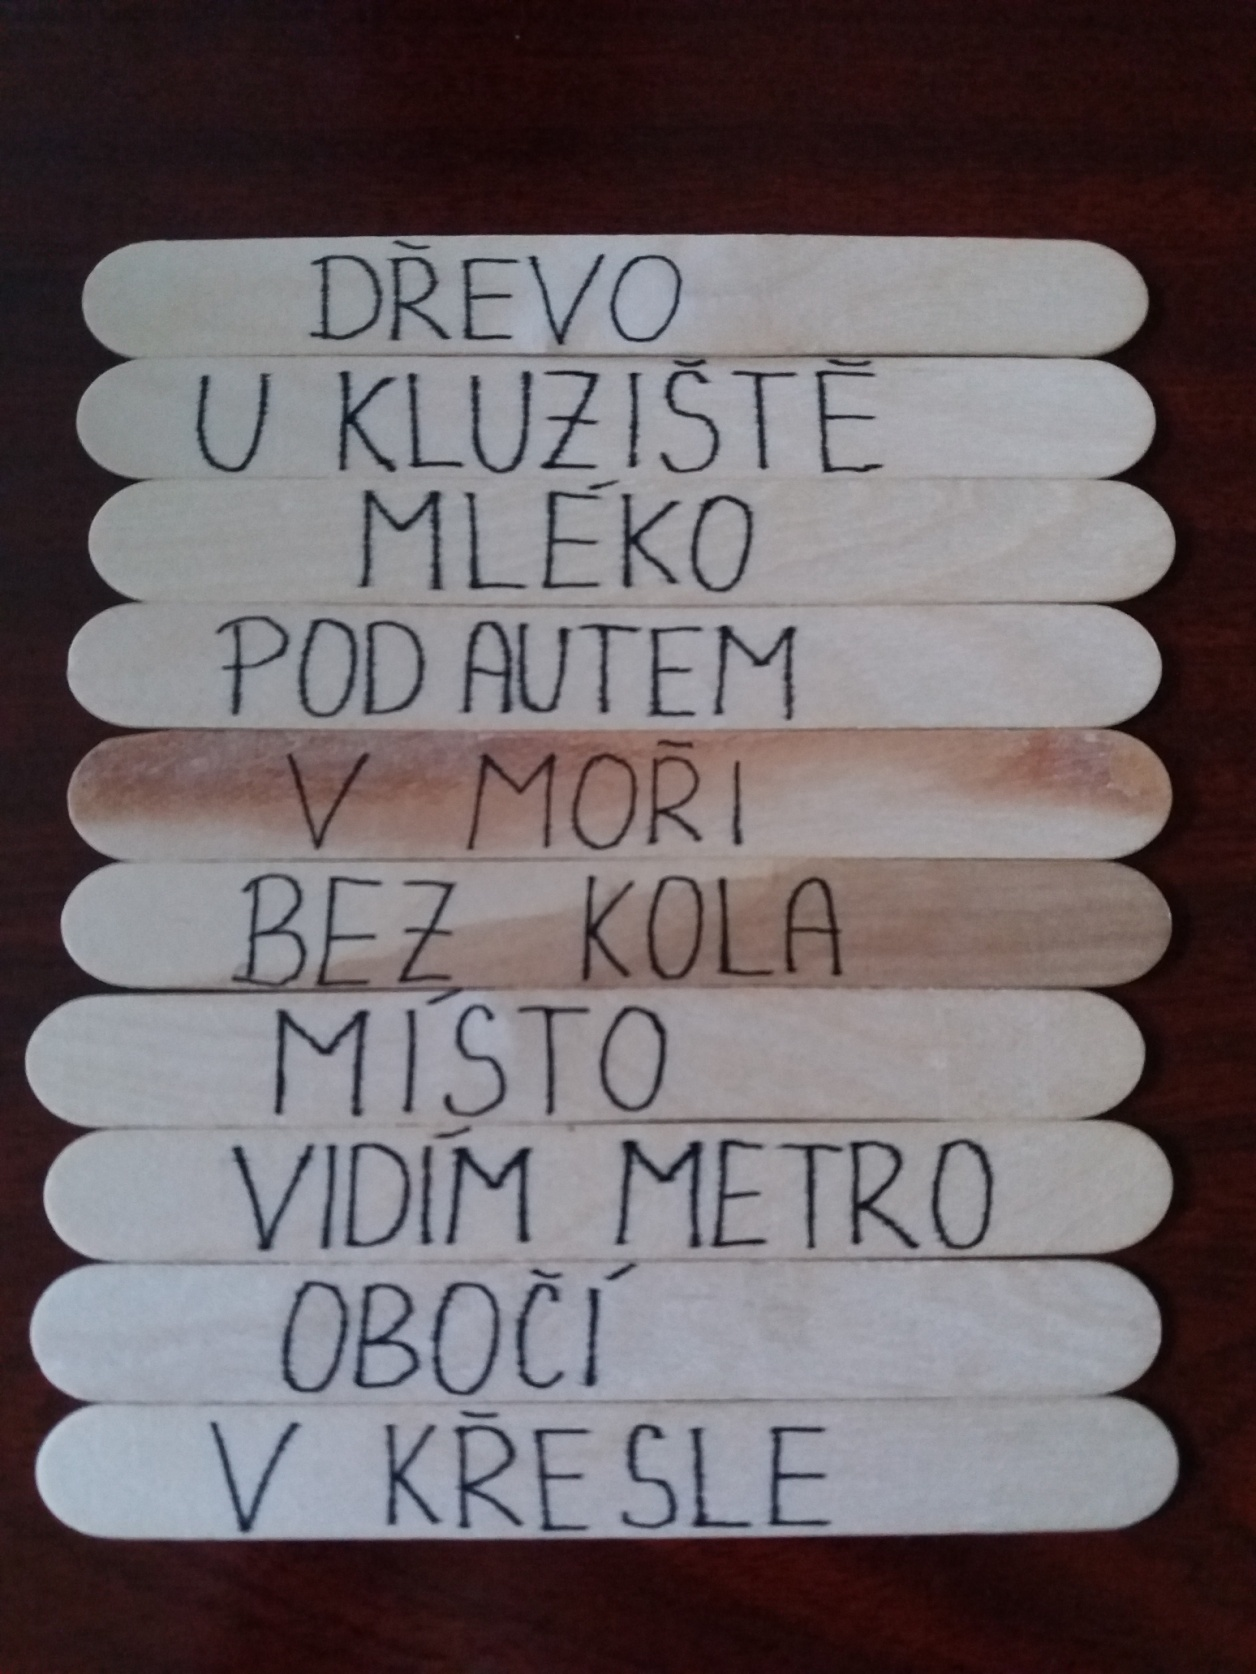 DŘEVO
U KLUZIŠTĚ
MLÉKO
POD AUTEM
V MOŘI
BEZ KOLA
MÍSTO
VIDÍM METRO
OBOČÍ
V KŘESLE